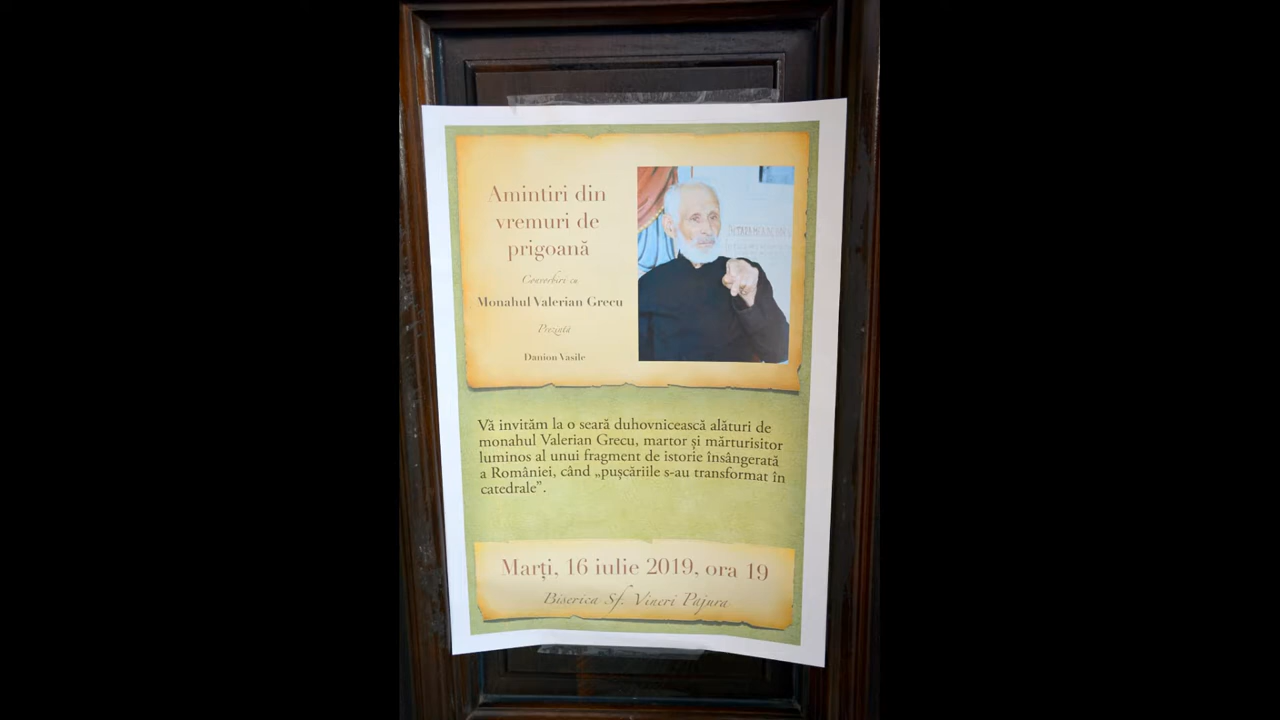 Amintiri din
vremuri de
prigoană
Convorbiri cu
Monahul Valerian Grecu
Prezintă
Danion Vasile
Vă invităm la o seară duhovnicească alături de
monahul Valerian Grecu, martor și mărturisitor
luminos al unui fragment de istorie însângerată
a României, când „pușcăriile s-au transformat în
catedrale”.
Marți, 16 iulie 2019, ora 19
Biserica Sf. Vineri Pajura